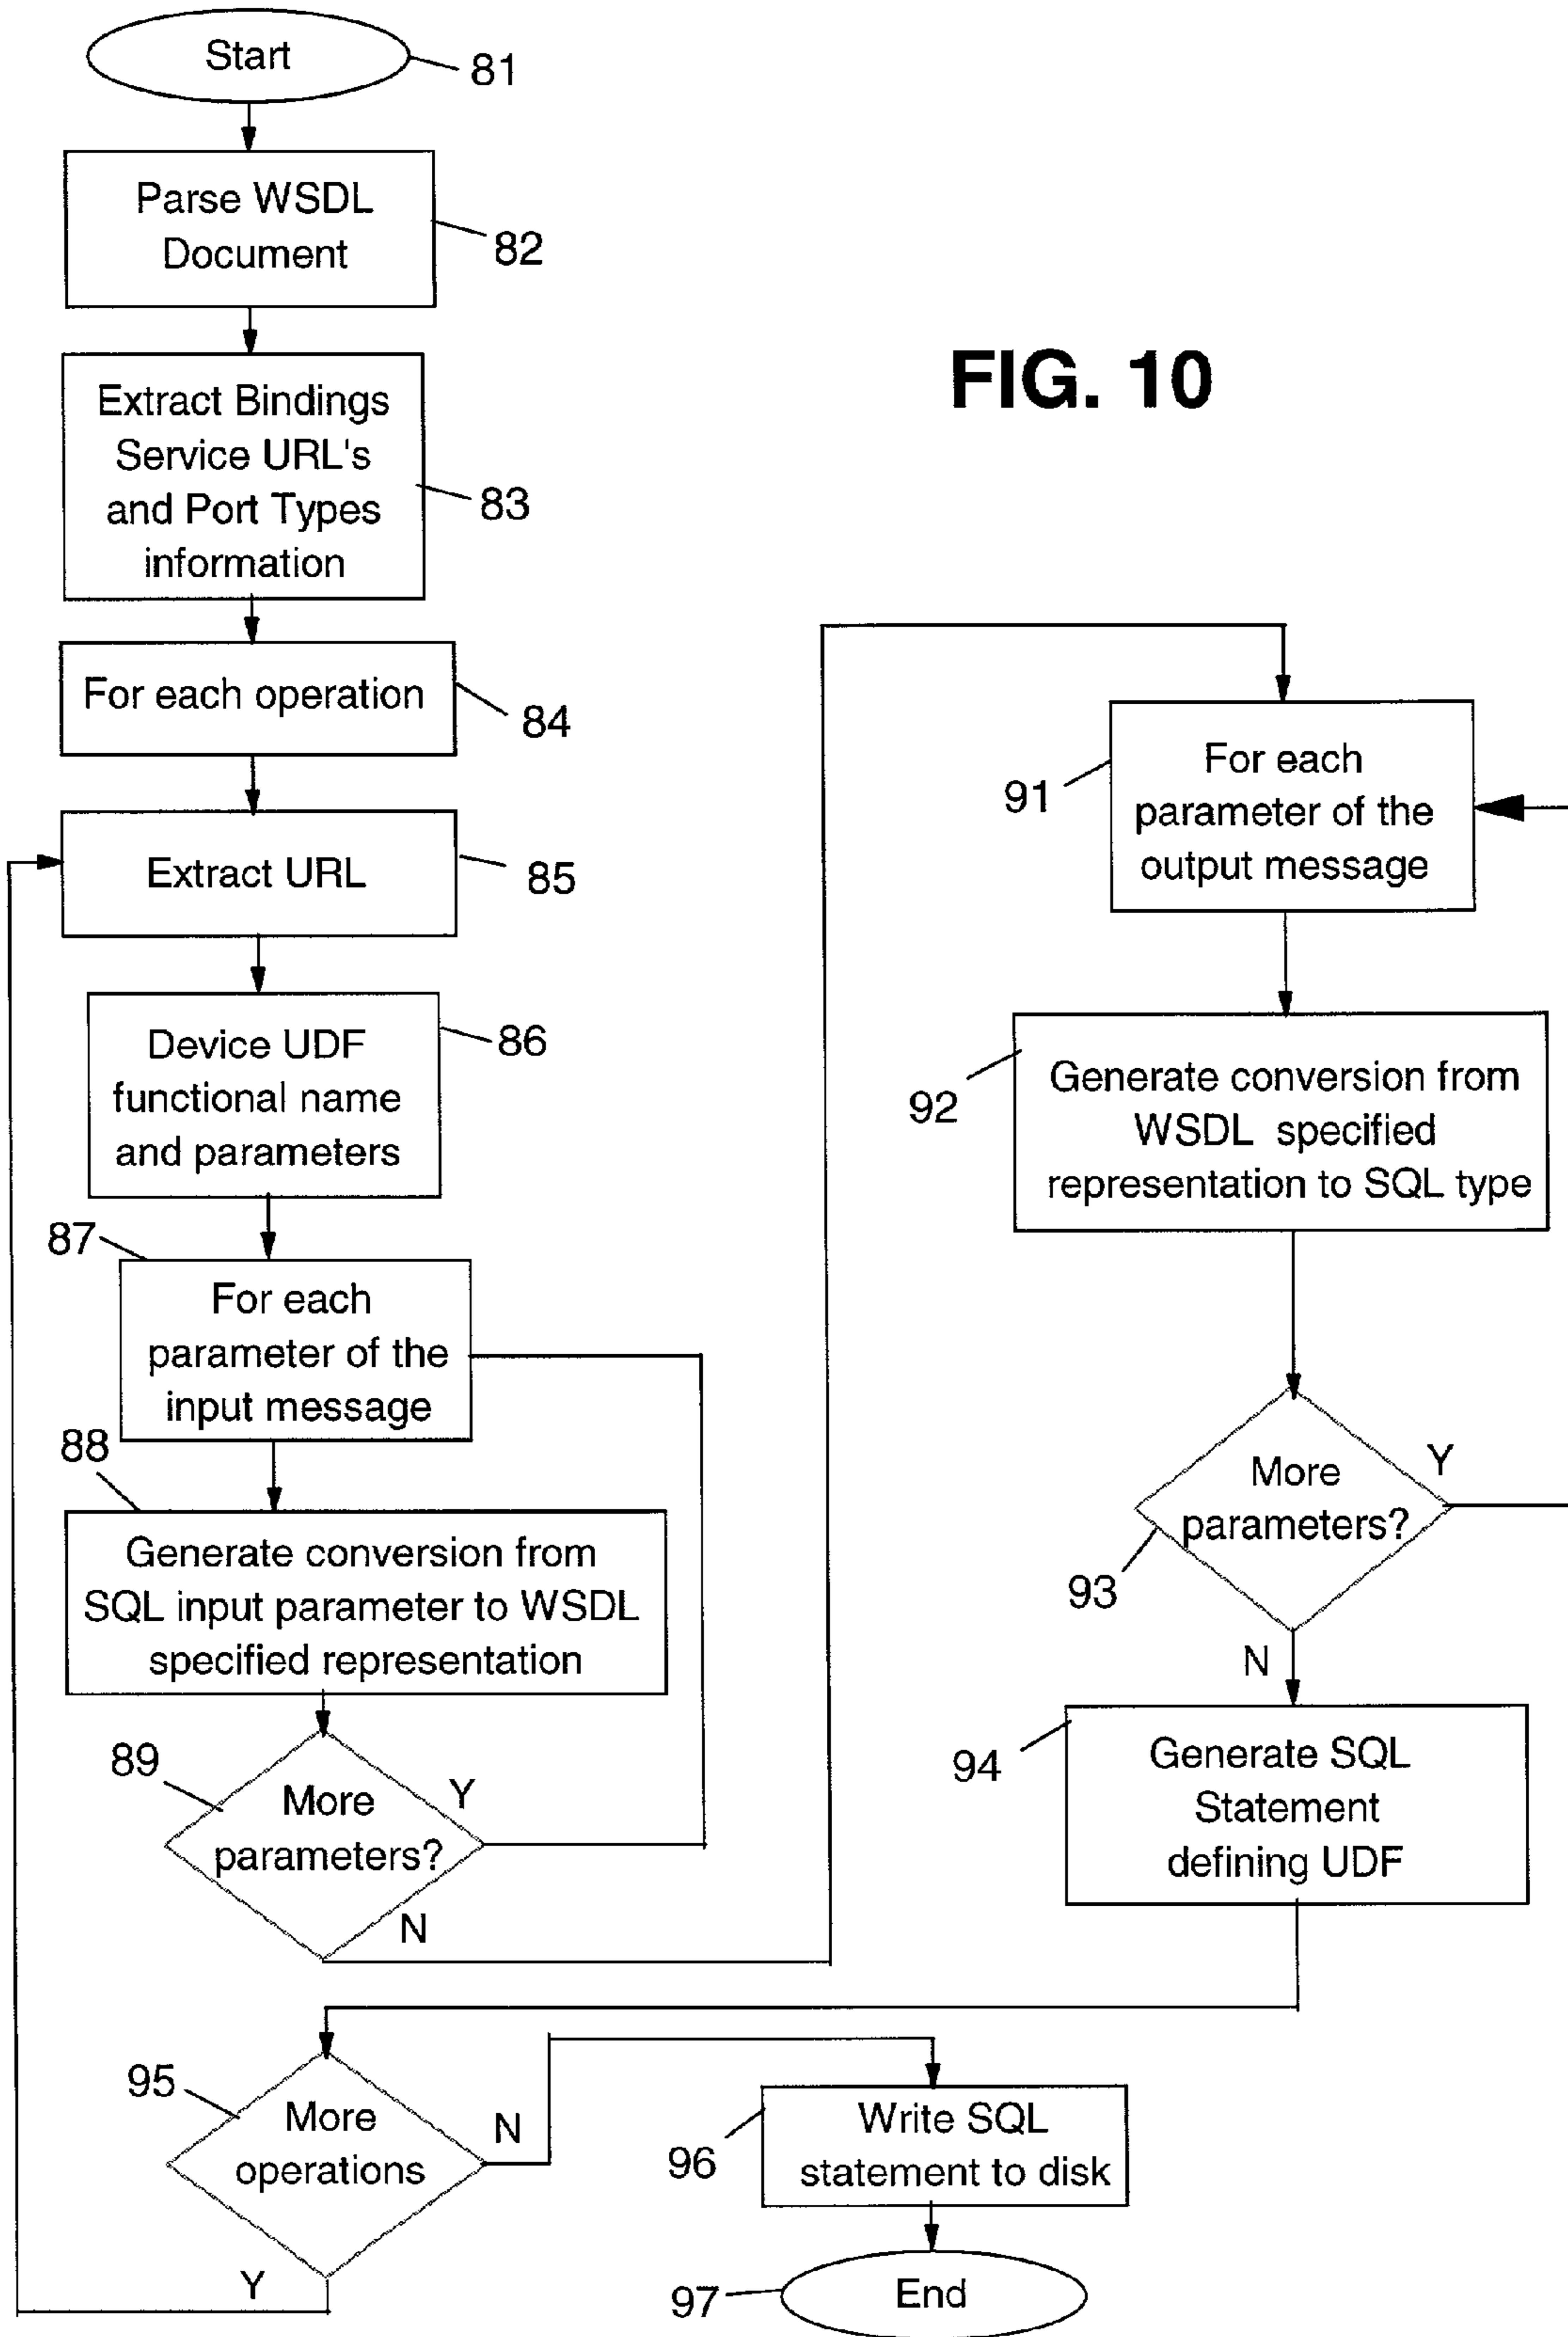 Start
81
Parse WSDL
Document
82
FIG. 10
Extract Bindings
Service URL's
and Port Types
information
83
For each operation
84
Extract URL
85
Device UDF
functional name
and parameters
86
87
For each
parameter of the
input message
88
Generate conversion from
SQL input parameter to WSDL
specified representation
89
More
parameters?
Y
N
91
For each
parameter of the
output message
92
Generate conversion from
WSDL specified
representation to SQL type
More
parameters?
Y
93
N
94
Generate SQL
Statement
defining UDF
95
More
operations
N
Y
96
Write SQL
statement to disk
97
End